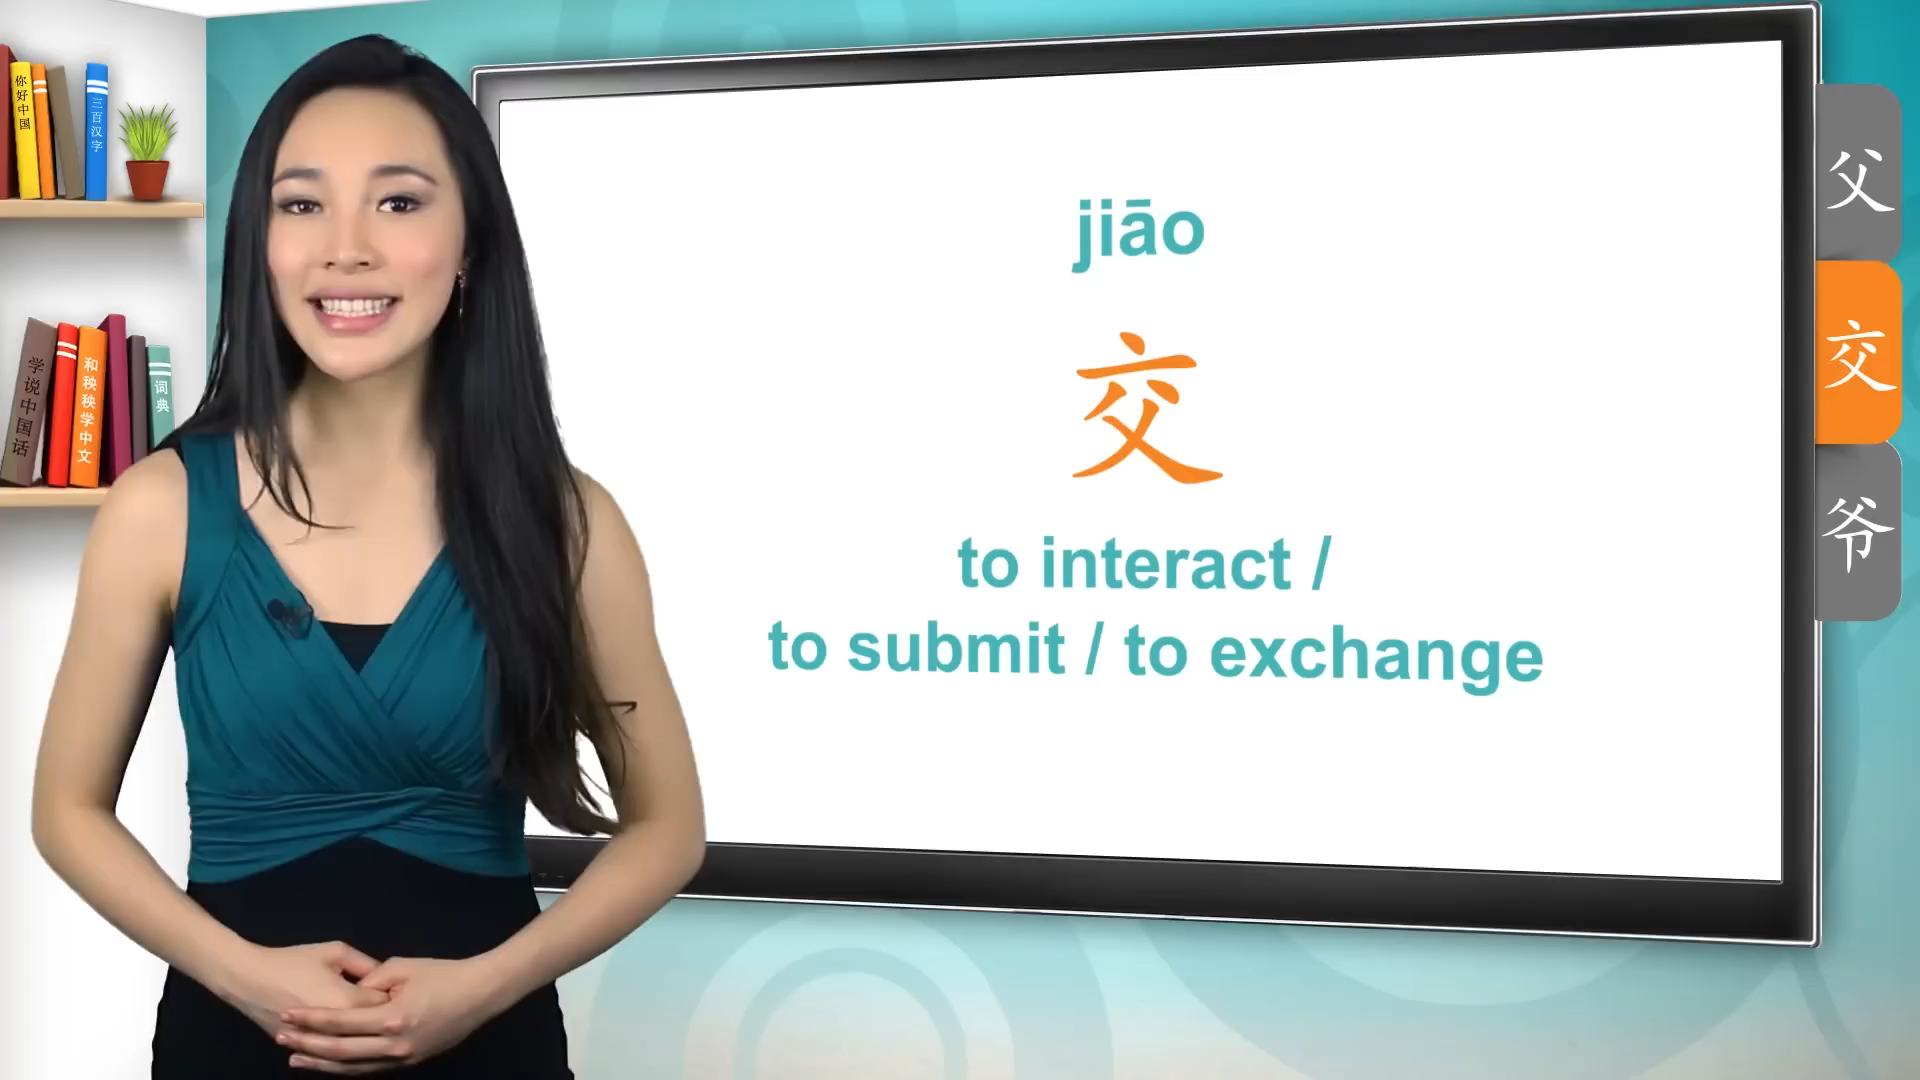 你好中国
三百汉字
学说中国话
和秧秧学中文
词典
jiāo
交
to interact /
to submit / to exchange
父
交
爷